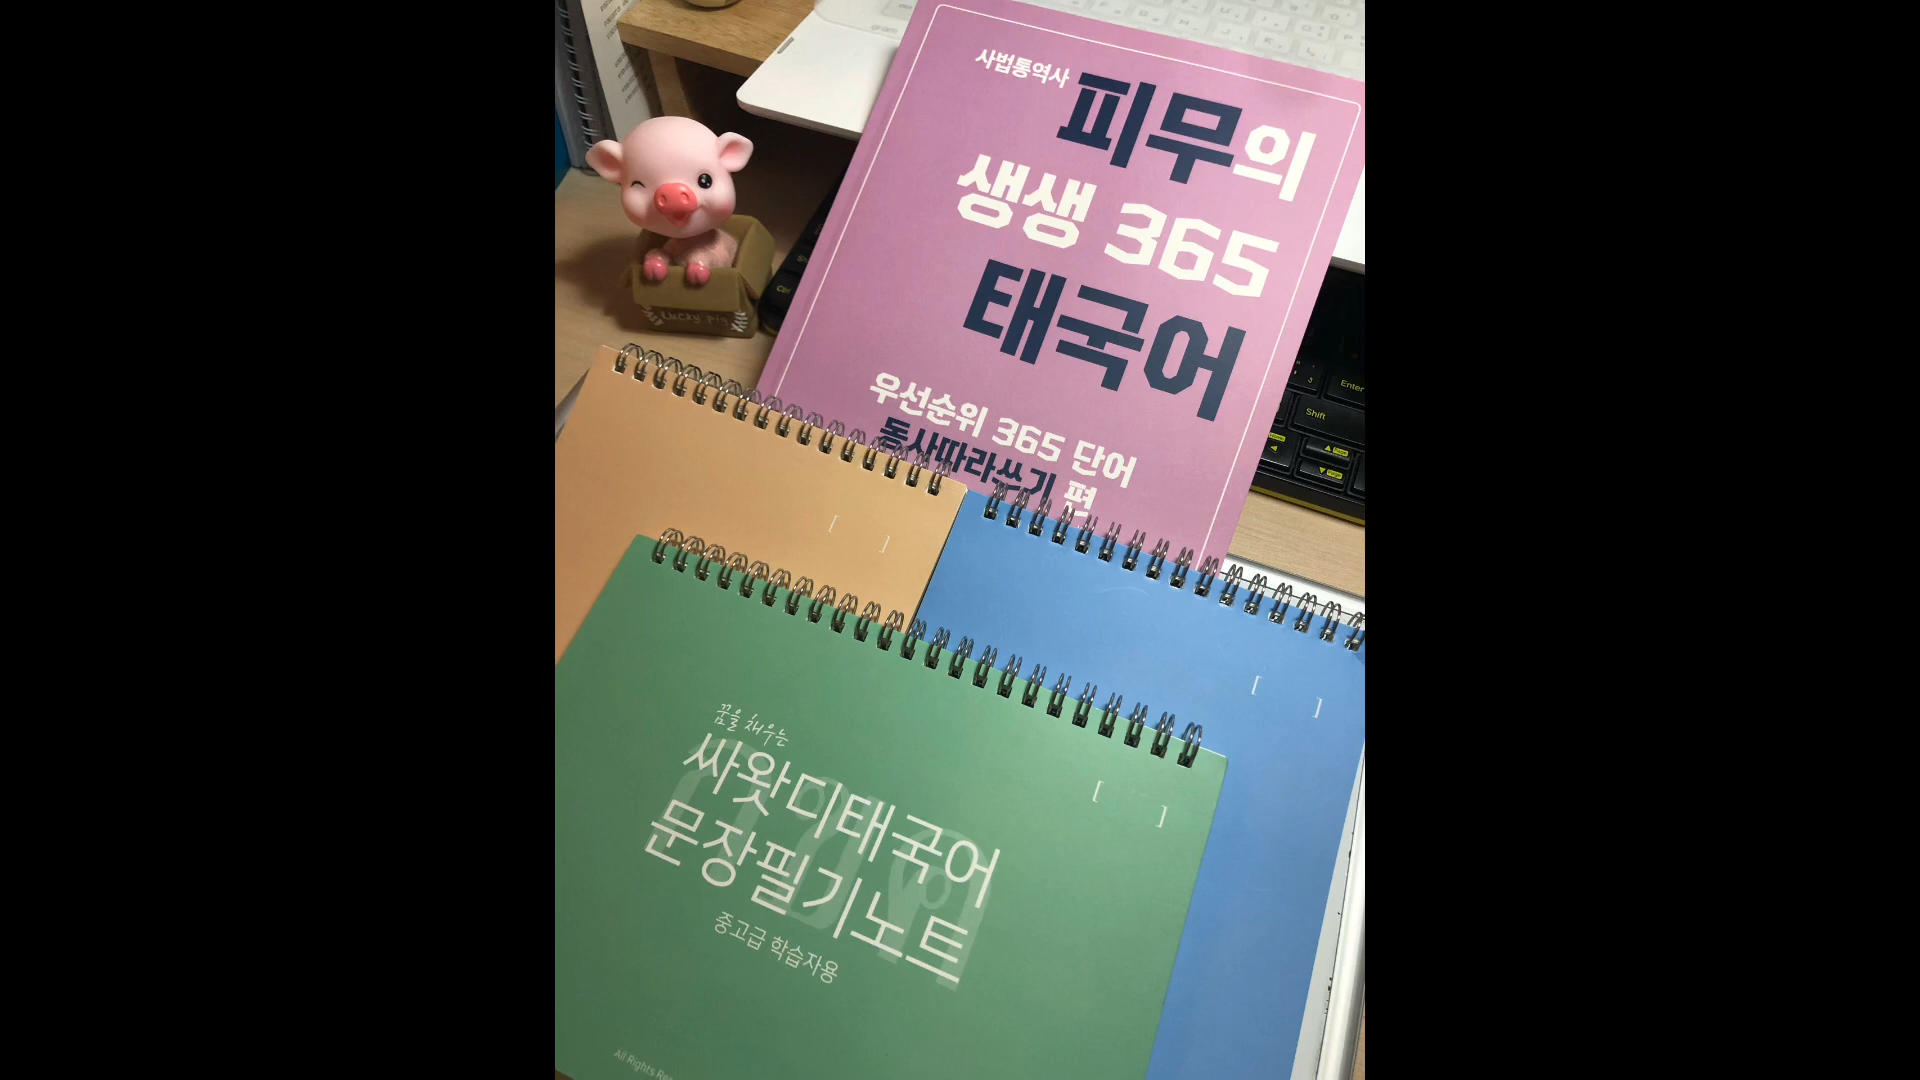 사법통역사
피무의
생생 365
태국어
우선순위 365 단어
동사따라쓰기 편
Lucky Pig
Enter
Shift
Ctrl
gram
[ ]
[ ]
[ ]
꿈을 채우는
싸왓디태국어
문장필기노트
중고급 학습자용
All Rights